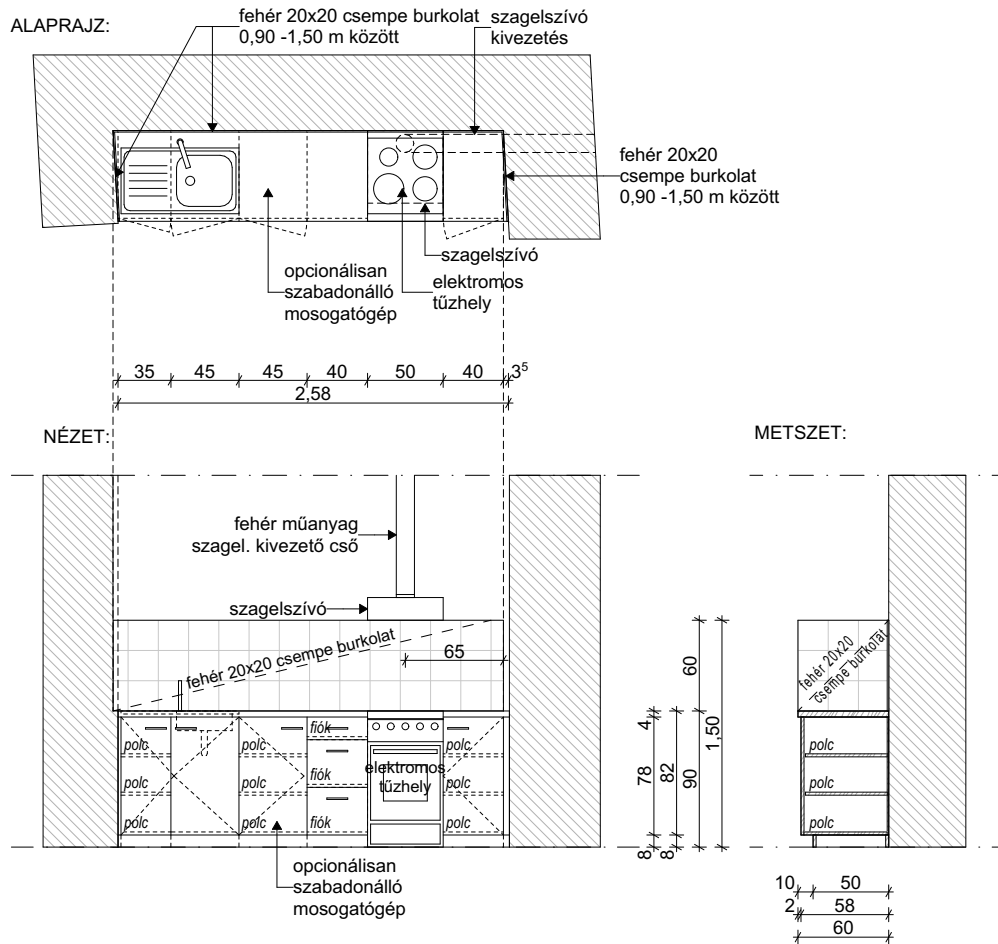 ALAPRAJZ:
fehér 20x20 csempe burkolat
0,90 -1,50 m között
szagelszívó
kivezetés
fehér 20x20
csempe burkolat
0,90 -1,50 m között
szagelszívó
opcionálisan
szabadonálló
mosogatógép
elektromos
tűzhely
35 45 45 40 50 40 3⁵
2,58
NÉZET:
METSZET:
fehér műanyag
szagel. kivezető cső
szagelszívó
fehér 20x20 csempe burkolat
65
fehér 20x20
csempe burkolat
60
1,50
4
78
82
90
8
8
polc
polc
polc
polc
polc
polc
fiók
fiók
fiók
elektromos
tűzhely
polc
polc
polc
polc
polc
polc
opcionálisan
szabadonálló
mosogatógép
10 50
2 58
60